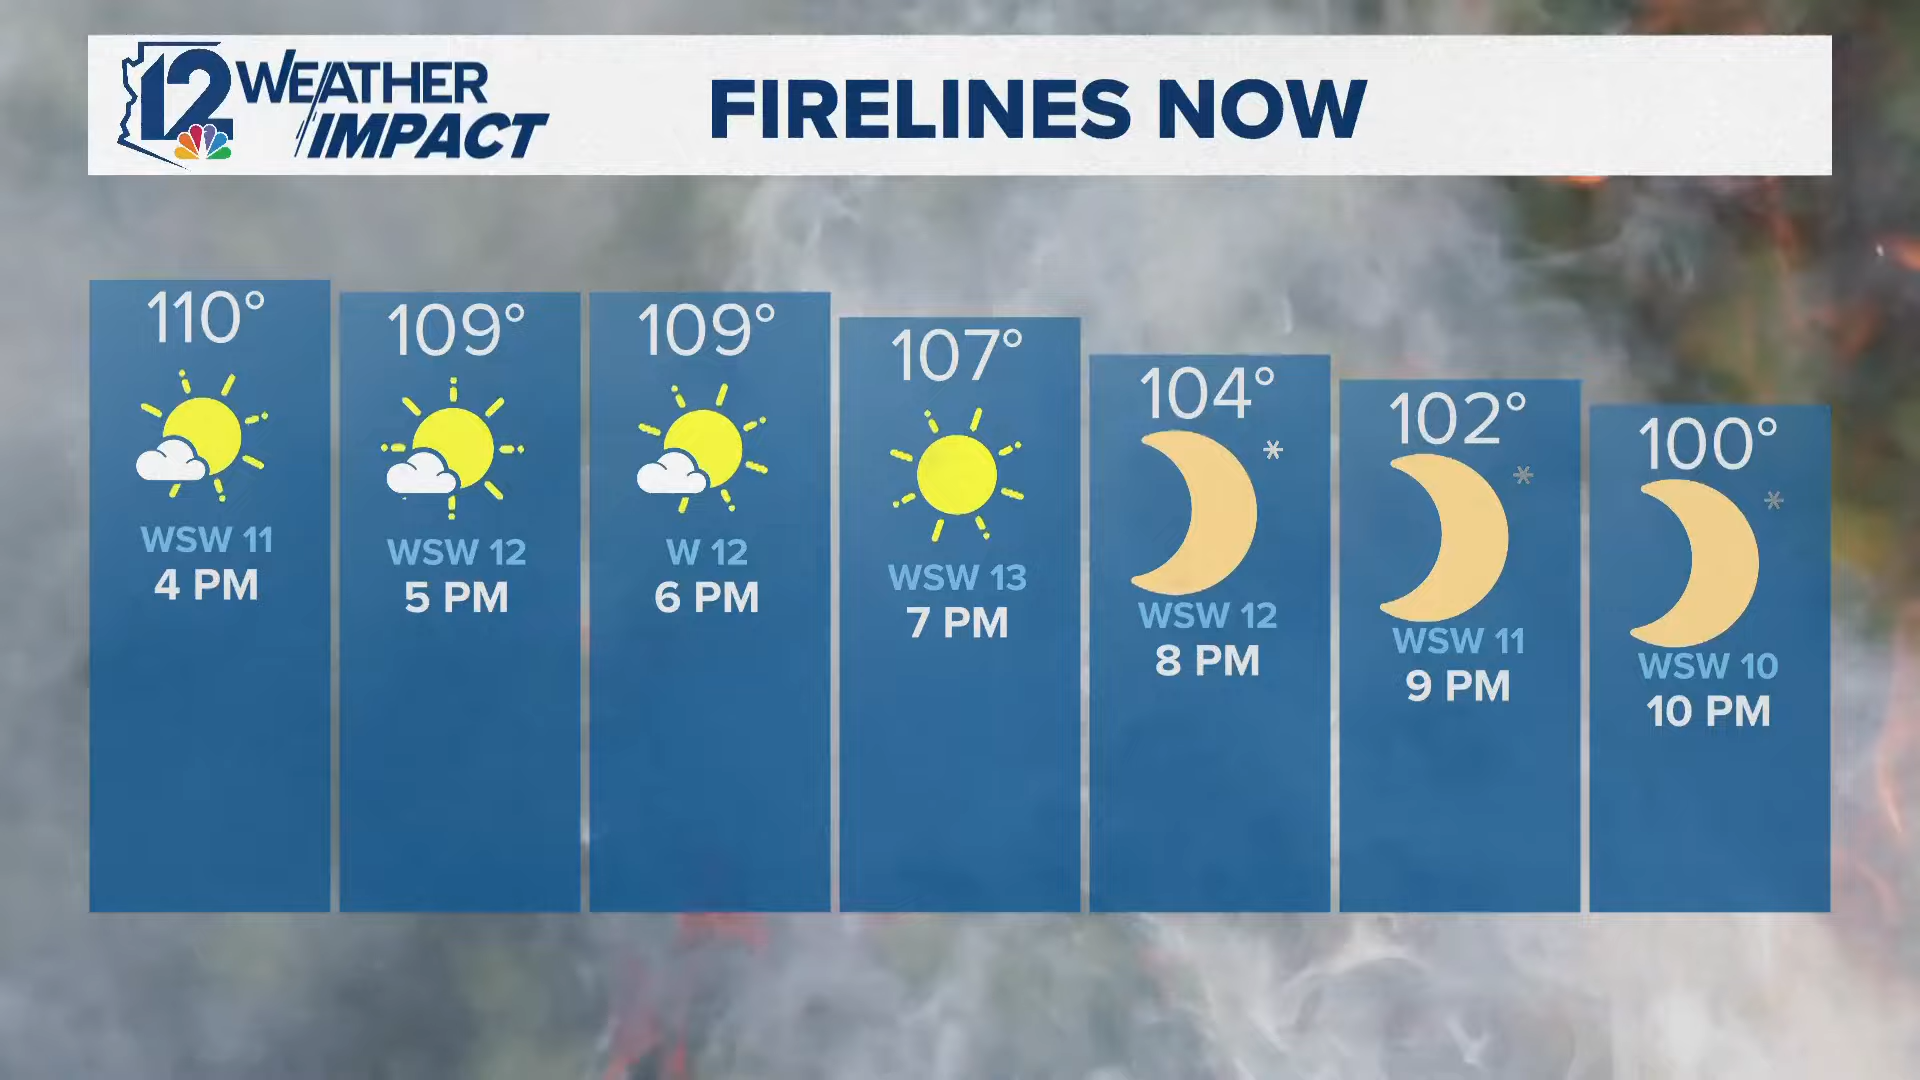 12 WEATHER
IMPACT
FIRELINES NOW
110°
WSW 11
4 PM
109°
WSW 12
5 PM
109°
W 12
6 PM
107°
WSW 13
7 PM
104°
WSW 12
8 PM
102°
WSW 11
9 PM
100°
WSW 10
10 PM